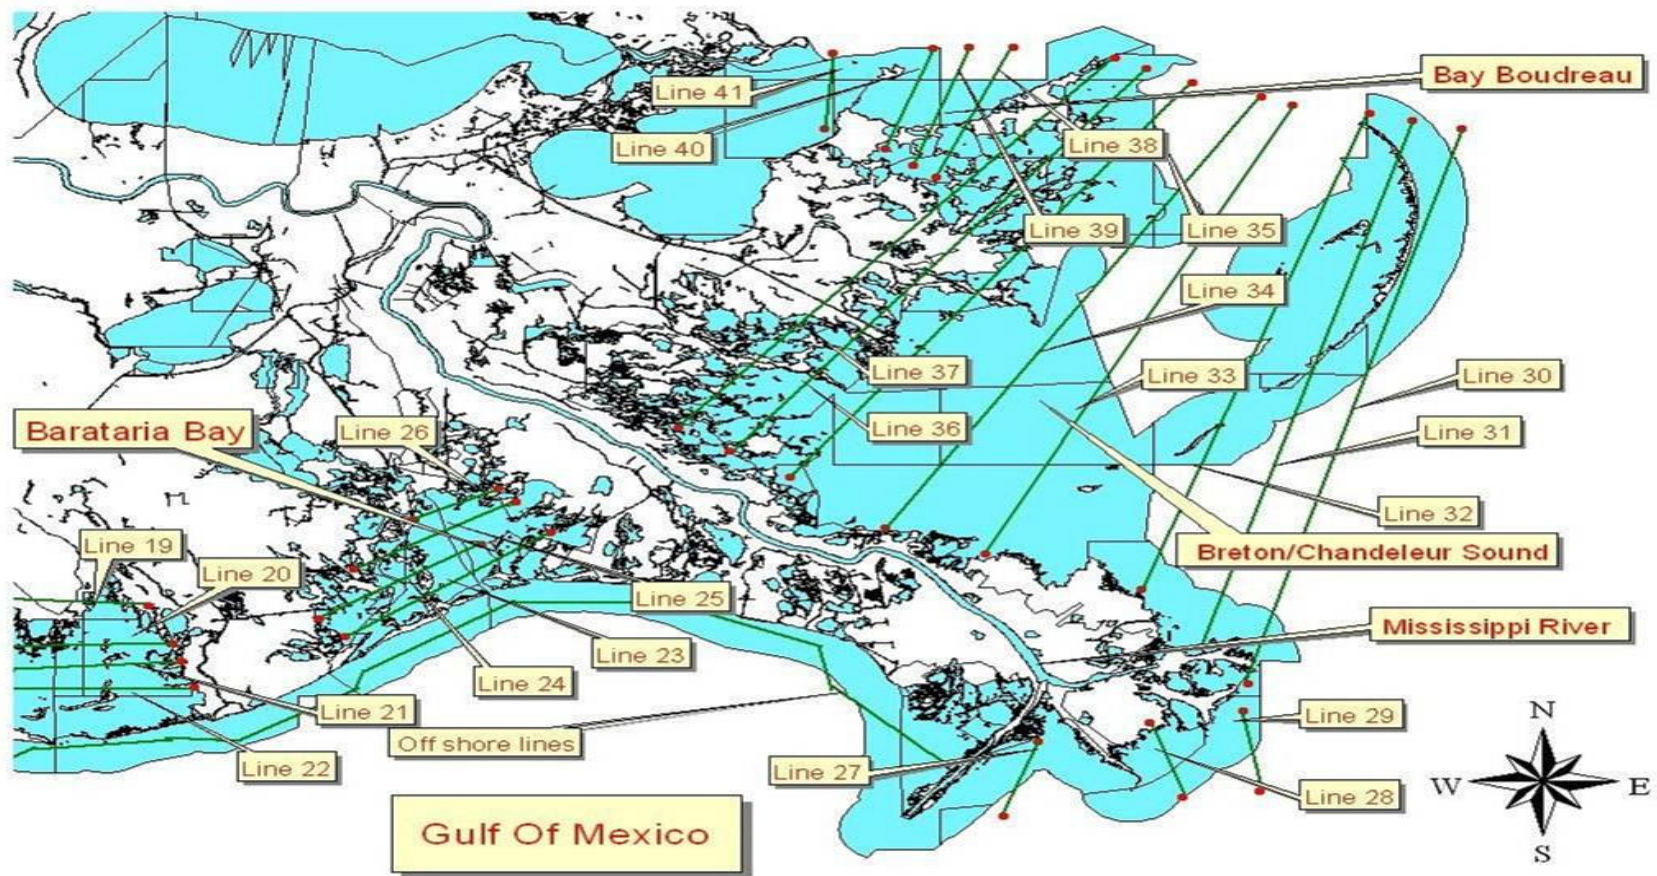 Bay Boudreau
Line 41
Line 40
Line 38
Line 39
Line 35
Line 34
Line 37
Line 33
Line 30
Barataria Bay
Line 26
Line 36
Line 31
Line 32
Line 19
Breton/Chandeleur Sound
Line 20
Line 25
Mississippi River
Line 23
Line 24
Line 21
Line 29
N
Off shore lines
Line 22
Line 27
W
E
Line 28
Gulf Of Mexico
S